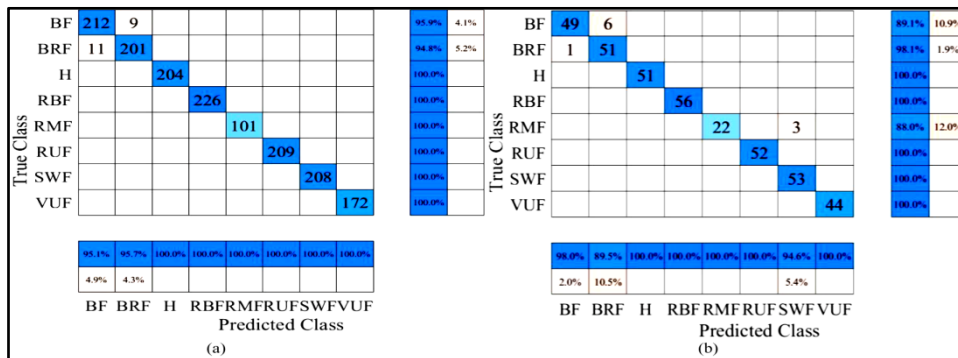 BF 212 9 95.9% 4.1%
BRF 11 201 94.8% 5.2%
H 204 100.0%
RBF 226 100.0%
RMF 101 100.0%
RUF 209 100.0%
SWF 208 100.0%
VUF 172 100.0%
True Class
95.1% 95.7% 100.0% 100.0% 100.0% 100.0% 100.0% 100.0%
4.9% 4.3%
BF BRF H RBF RMF RUF SWF VUF
Predicted Class
(a)
BF 49 6 89.1% 10.9%
BRF 1 51 98.1% 1.9%
H 51 100.0%
RBF 56 100.0%
RMF 22 3 88.0% 12.0%
RUF 52 100.0%
SWF 53 100.0%
VUF 44 100.0%
True Class
98.0% 89.5% 100.0% 100.0% 100.0% 100.0% 94.6% 100.0%
2.0% 10.5% 5.4%
BF BRF H RBF RMF RUF SWF VUF
Predicted Class
(b)